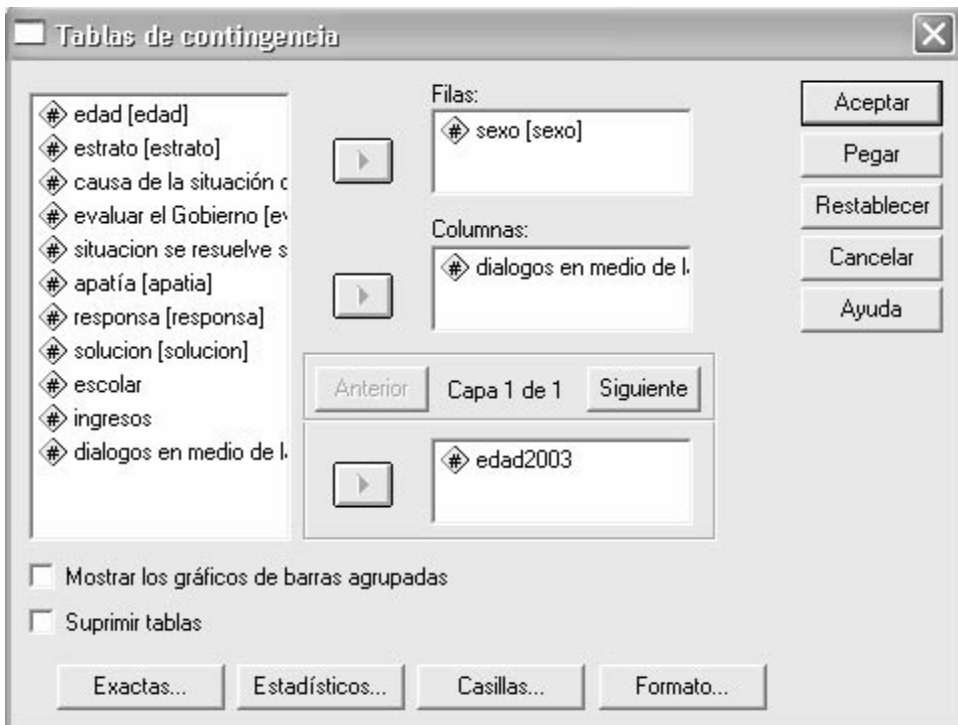 Tablas de contingencia
edad [edad]
estrato [estrato]
causa de la situación c
evaluar el Gobierno [ev
situacion se resuelve s
apatía [apatia]
responsa [responsa]
solucion [solucion]
escolar
ingresos
dialogos en medio de l
Filas:
sexo [sexo]
Columnas:
dialogos en medio de l
Anterior
Capa 1 de 1
Siguiente
edad2003
Aceptar
Pegar
Restablecer
Cancelar
Ayuda
Mostrar los gráficos de barras agrupadas
Suprimir tablas
Exactas...
Estadísticos...
Casillas...
Formato...